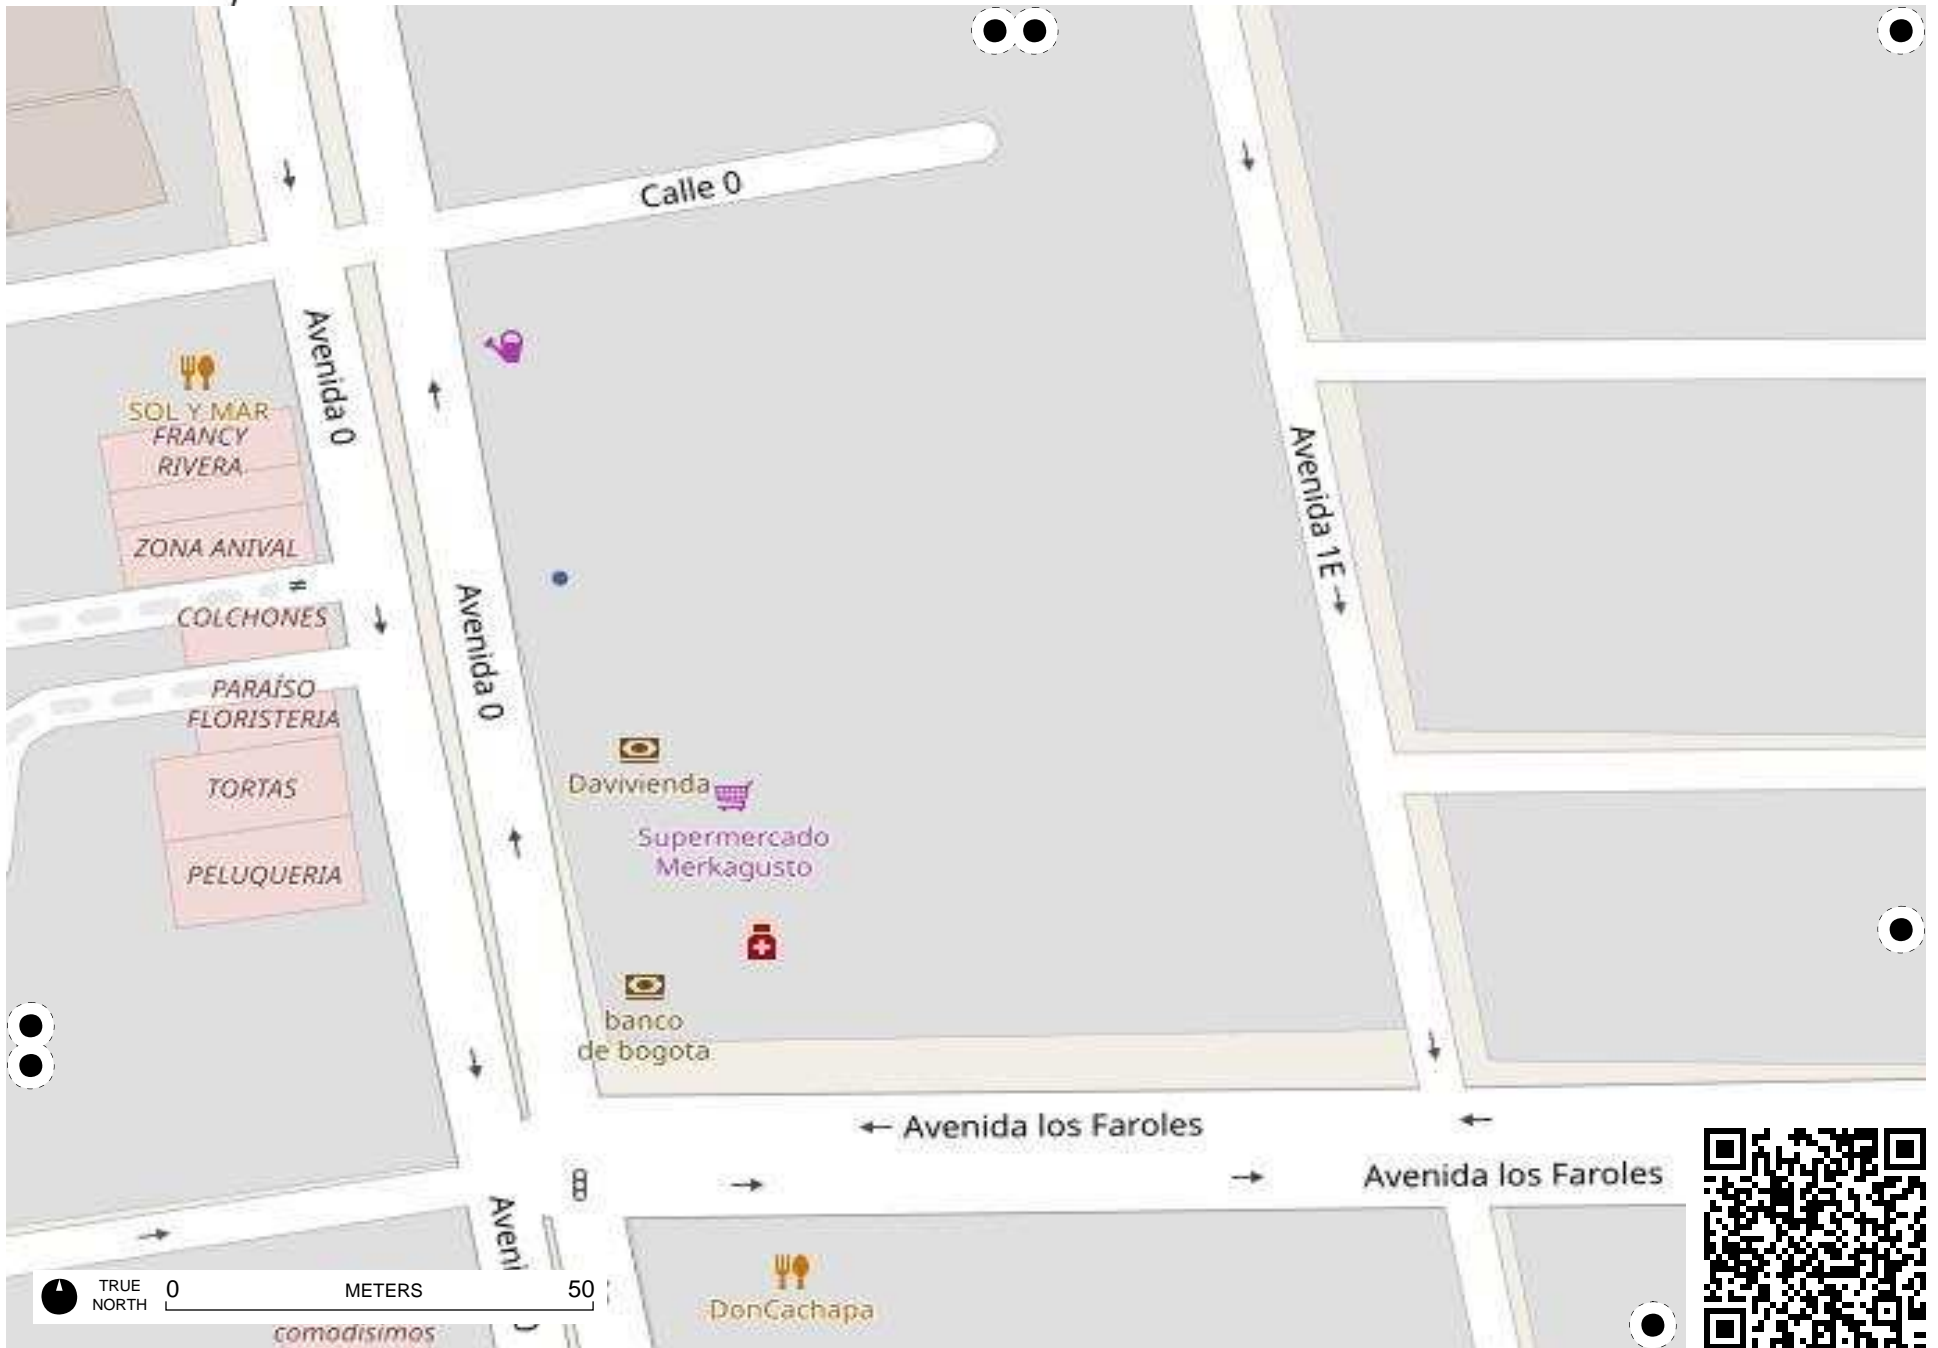 Calle 0
Avenida 0
SOL Y MAR
FRANCY
RIVERA
Avenida 1E
ZONA ANIVAL
COLCHONES
Avenida 0
PARAÍSO
FLORISTERIA
Davivienda
TORTAS
Supermercado
Merkagusto
PELUQUERIA
banco
de bogota
Avenida los Faroles
Avenida los Faroles
TRUE
NORTH
0
METERS
50
DonCachapa
comodisimos